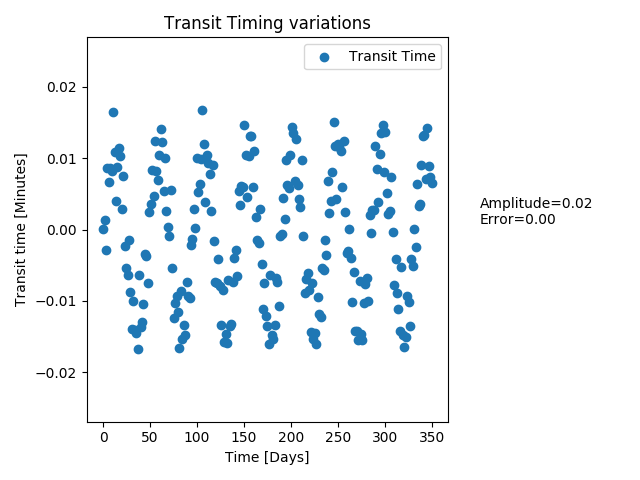 Transit Timing variations
Transit Time
0.02
0.01
0.00
−0.01
−0.02
Transit time [Minutes]
Amplitude=0.02
Error=0.00
0 50 100 150 200 250 300 350
Time [Days]